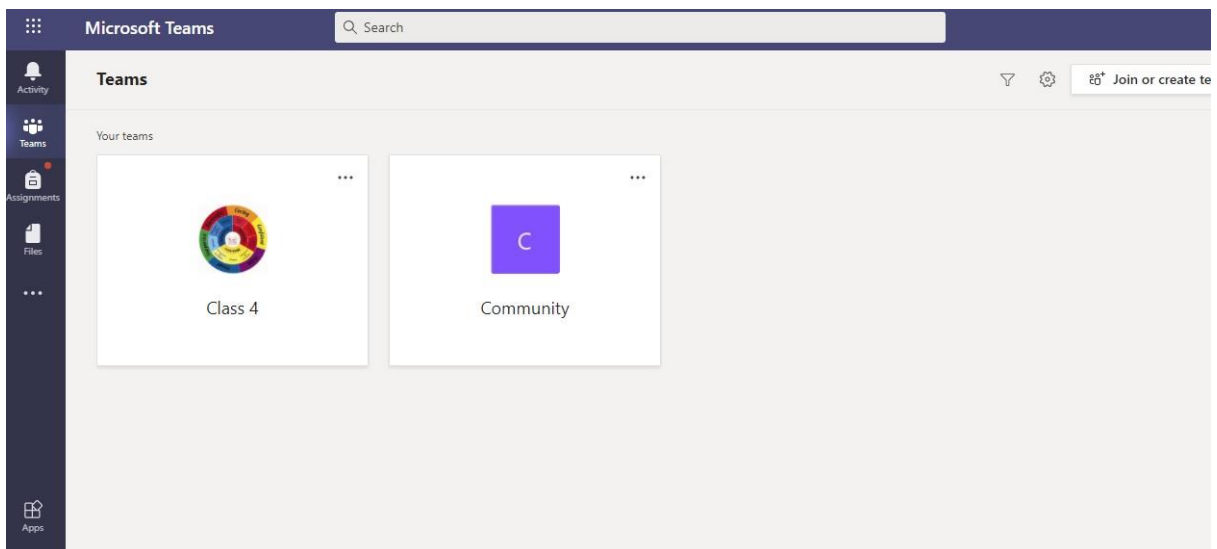 Microsoft Teams
Search
Activity
Teams
Assignments
Files
Teams
Join or create te
Your teams
Class 4
C
Community
Apps